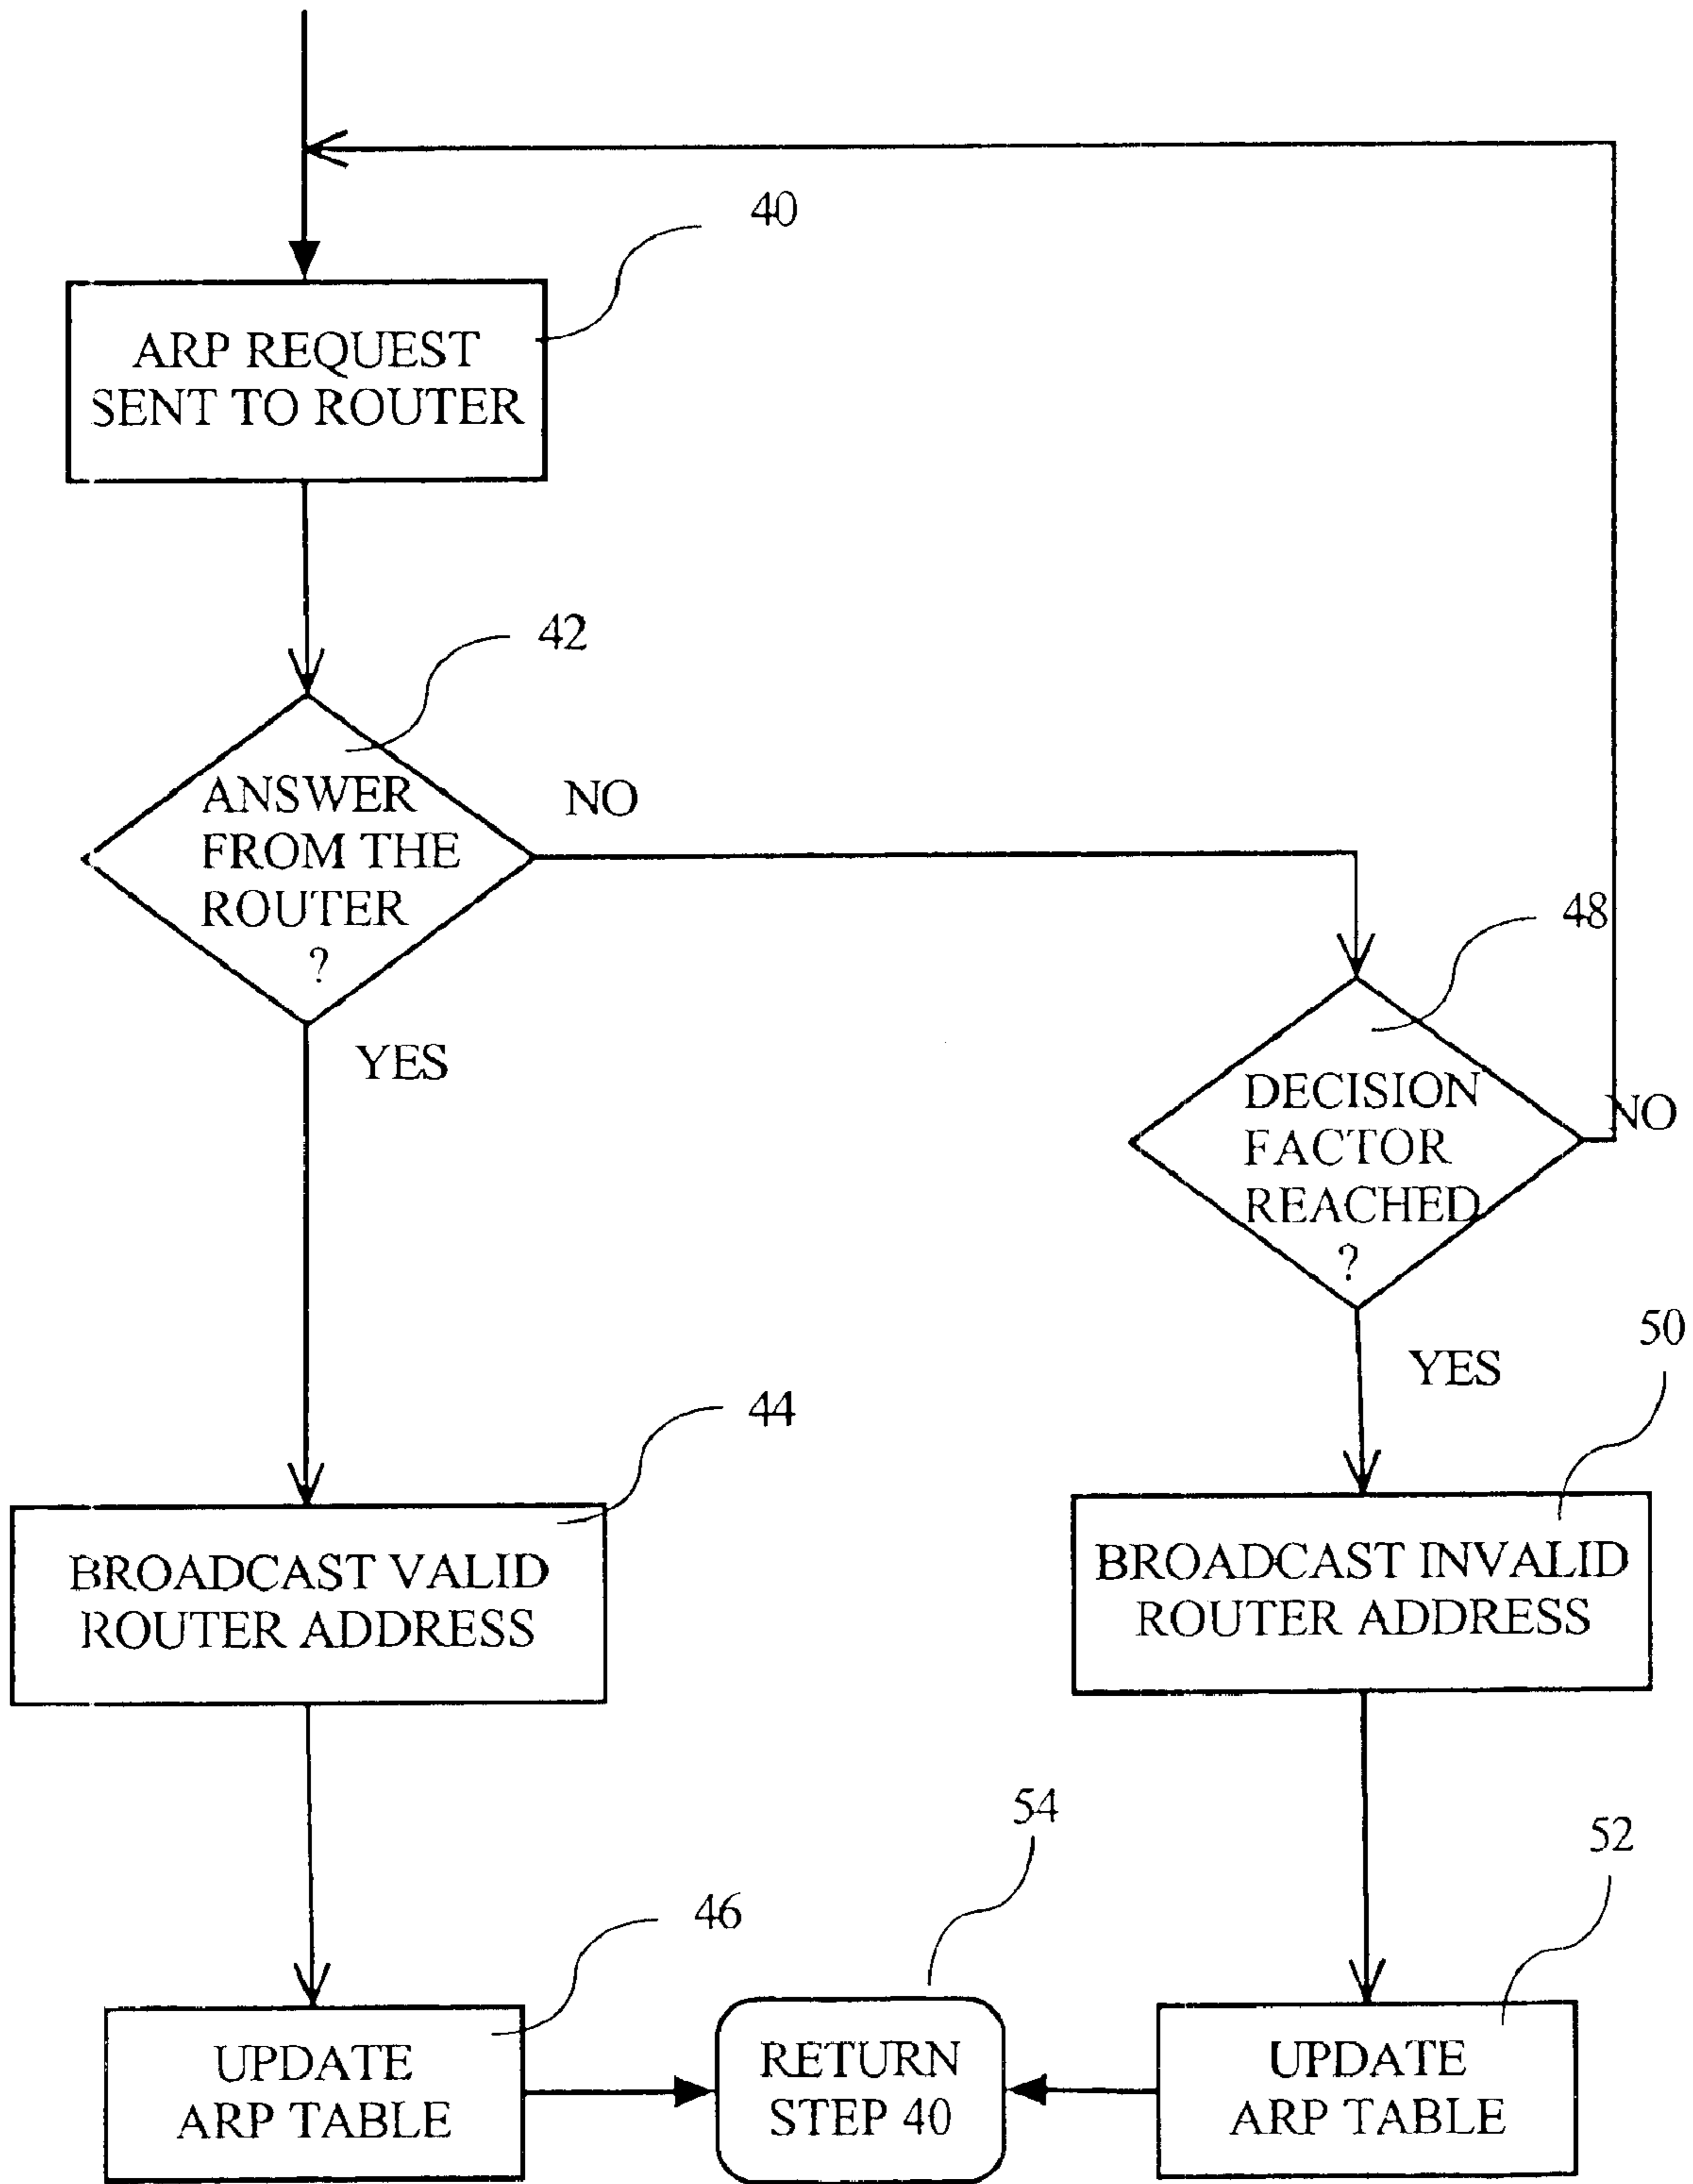 40
ARP REQUEST
SENT TO ROUTER
42
ANSWER
FROM THE
ROUTER
?
NO
YES
48
DECISION
FACTOR
REACHED
?
NO
YES
44
BROADCAST VALID
ROUTER ADDRESS
50
BROADCAST INVALID
ROUTER ADDRESS
46
UPDATE
ARP TABLE
54
RETURN
STEP 40
52
UPDATE
ARP TABLE